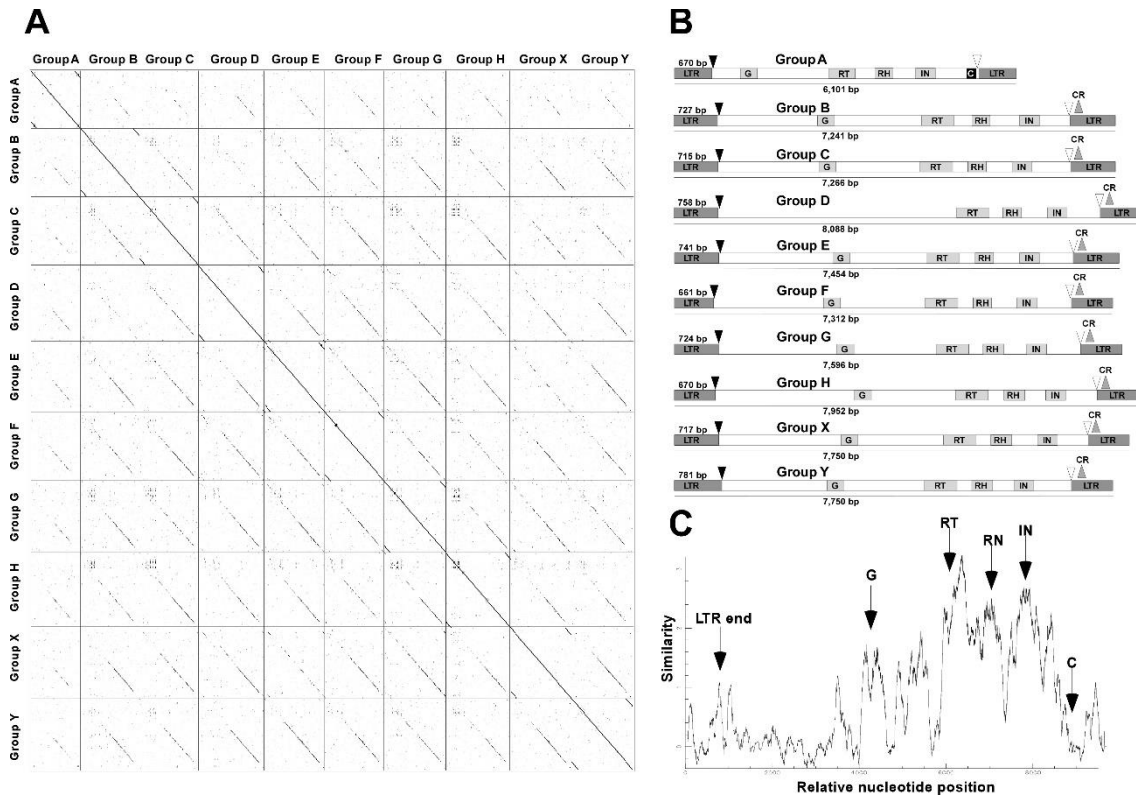 A
Group A Group B Group C Group D Group E Group F Group G Group H Group X Group Y
Group A
Group B
Group C
Group D
Group E
Group F
Group G
Group H
Group X
Group Y
B
Group A
670 bp
LTR G RT RH IN C LTR
6,101 bp
Group B
727 bp CR
LTR G RT RH IN LTR
7,241 bp
Group C
715 bp CR
LTR G RT RH IN LTR
7,266 bp
Group D
758 bp CR
LTR RT RH IN LTR
8,088 bp
Group E
741 bp CR
LTR G RT RH IN LTR
7,454 bp
Group F
661 bp CR
LTR G RT RH IN LTR
7,312 bp
Group G
724 bp CR
LTR G RT RH IN LTR
7,596 bp
Group H
670 bp CR
LTR G RT RH IN LTR
7,952 bp
Group X
717 bp CR
LTR G RT RH IN LTR
7,750 bp
Group Y
781 bp CR
LTR G RT RH IN LTR
7,750 bp
C
RT
RN
IN
G
LTR end
C
Similarity
0 2000 4000 6000 8000
Relative nucleotide position